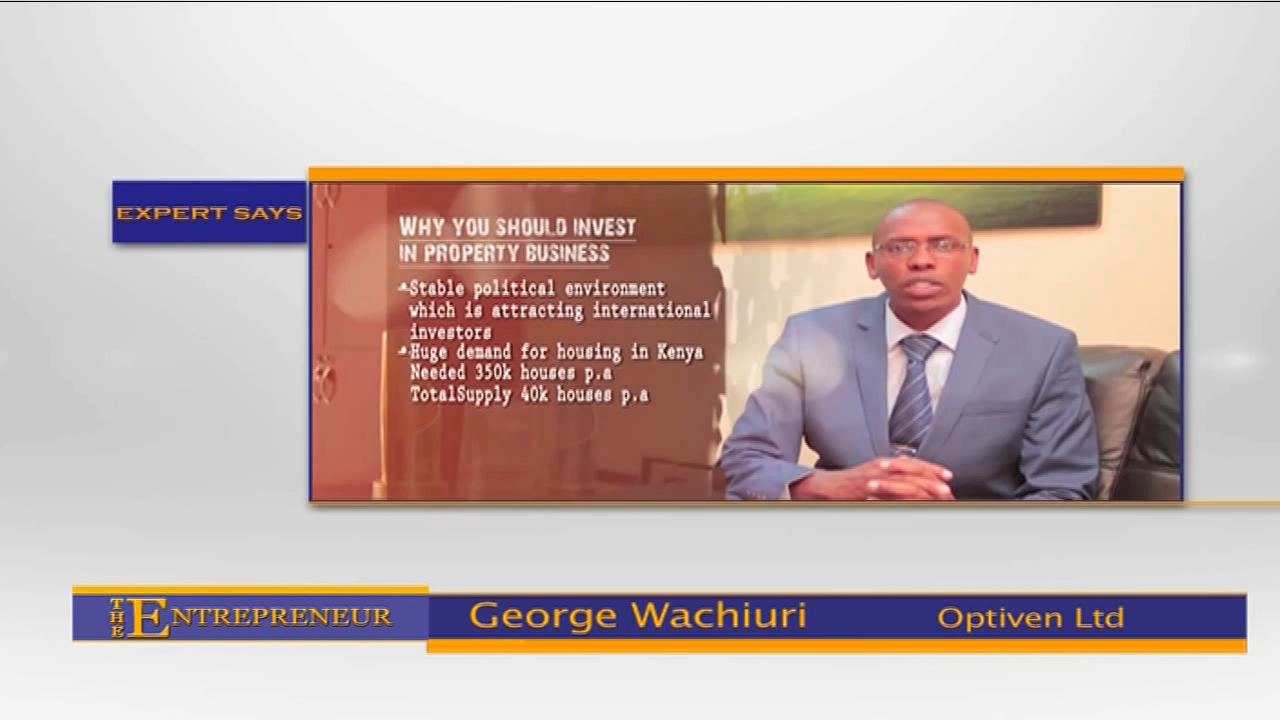 EXPERT SAYS
WHY YOU SHOULD INVEST
IN PROPERTY BUSINESS
Stable political environment
which is attracting international
investors
Huge demand for housing in Kenya
Needed 350k houses p.a
TotalSupply 40k houses p.a
THE ENTREPRENEUR
George Wachiuri
Optiven Ltd